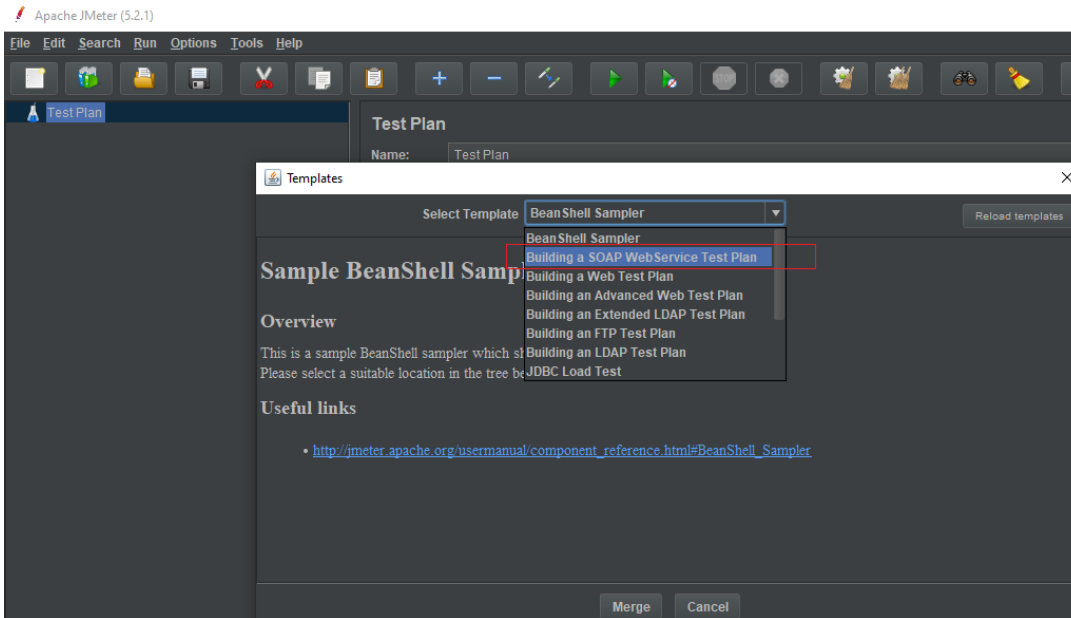 Apache JMeter (5.2.1)
File Edit Search Run Options Tools Help
STOP
Test Plan
Test Plan
Name: Test Plan
Templates
Select Template BeanShell Sampler
Reload templates
BeanShell Sampler
Building a SOAP WebService Test Plan
Building a Web Test Plan
Building an Advanced Web Test Plan
Building an Extended LDAP Test Plan
Building an FTP Test Plan
Building an LDAP Test Plan
JDBC Load Test
Sample BeanShell
Overview
This is a sample BeanShell sampler which
Please select a suitable location in the tree
Useful links
http://jmeter.apache.org/usermanual/component_reference.html#BeanShell_Sampler
Merge Cancel